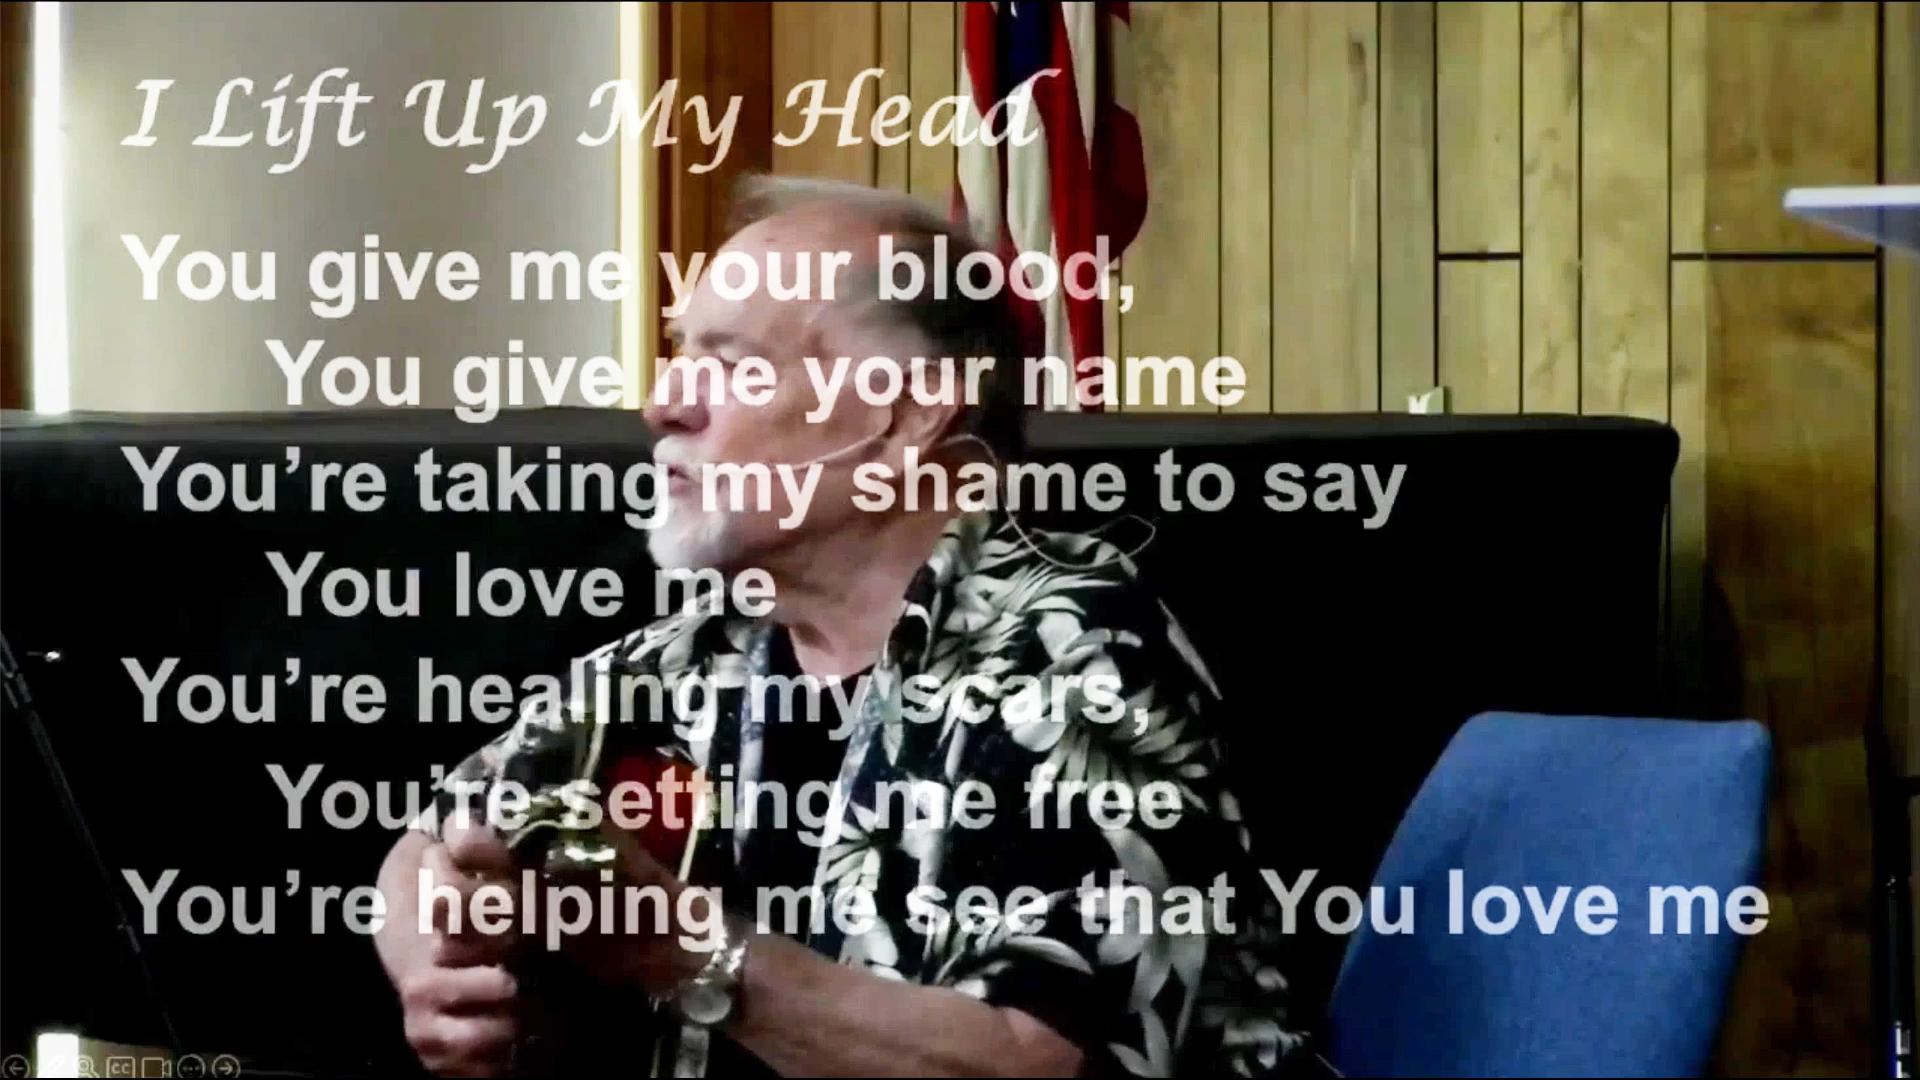 I Lift Up My Head
You give me your blood,
You give me your name
You're taking my shame to say
You love me
You're healing my scars,
You're setting me free
You're helping me see that You love me
CC